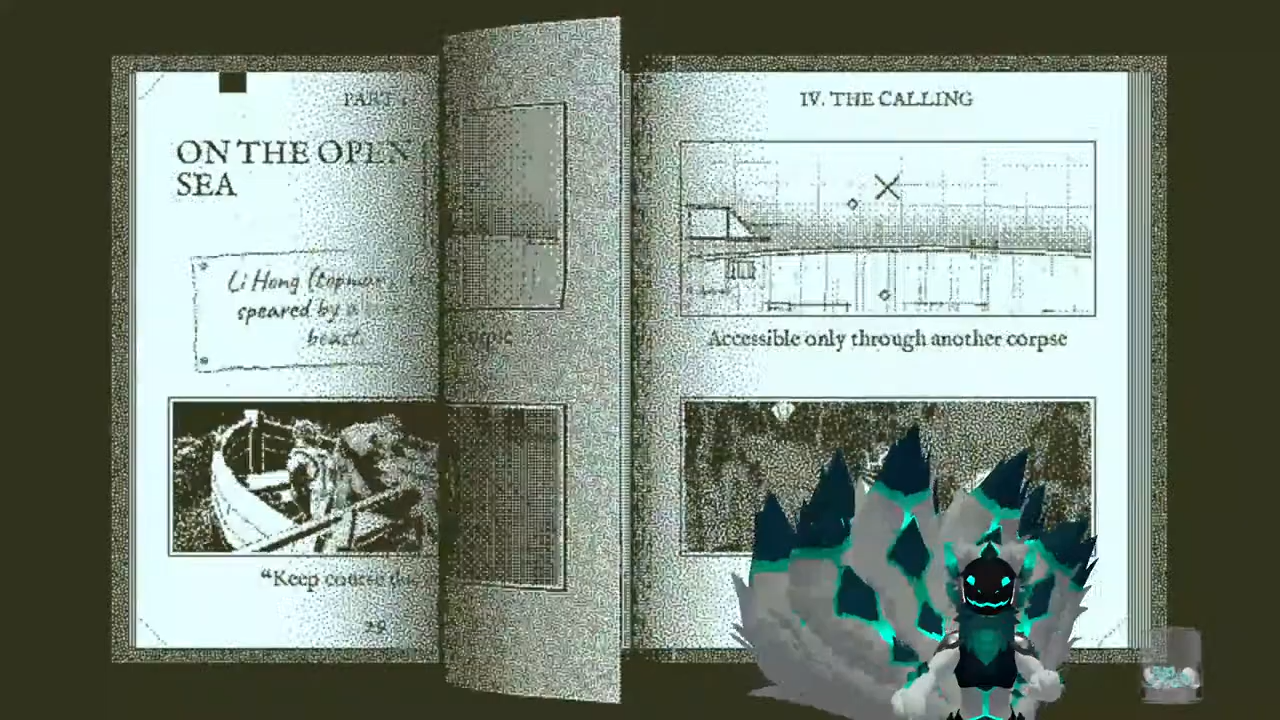 PART
ON THE OPEN
SEA
Li Hong (topman)
speared by a
beast.
“Keep course
29
IV. THE CALLING
Accessible only through another corpse